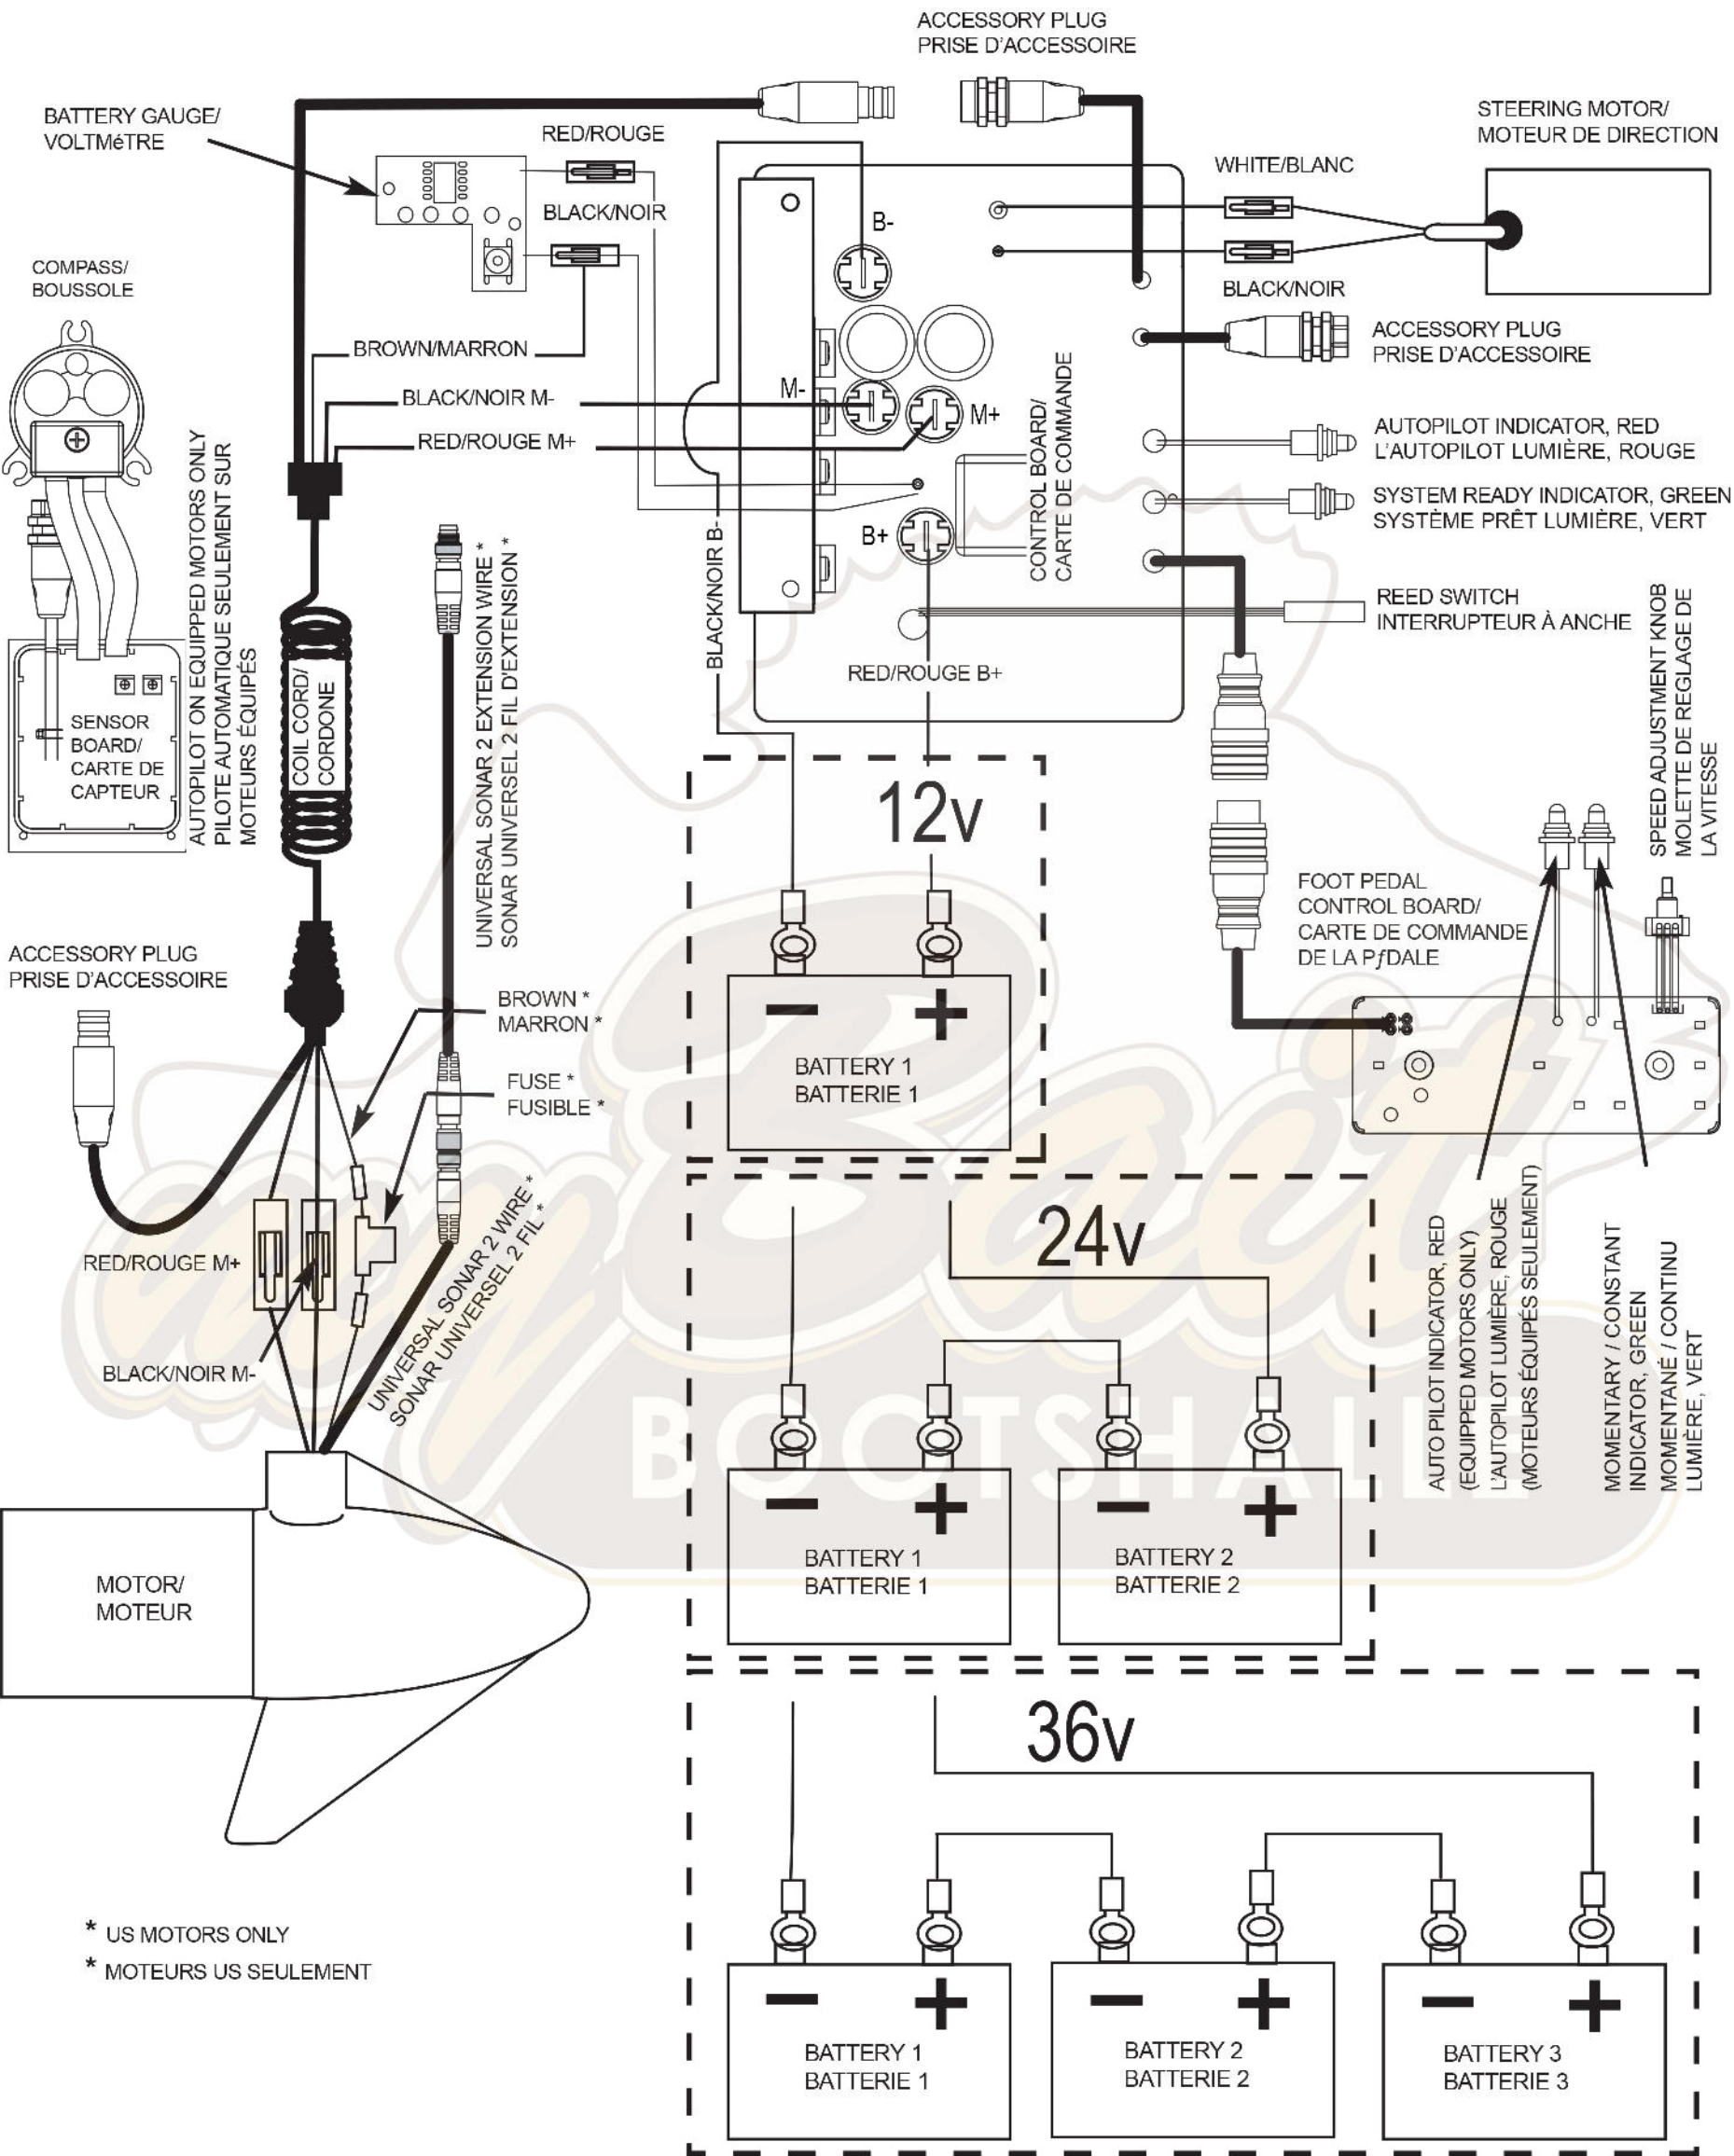 ACCESSORY PLUG
PRISE D'ACCESSOIRE
BATTERY GAUGE/
VOLTMéTRE
RED/ROUGE
BLACK/NOIR
STEERING MOTOR/
MOTEUR DE DIRECTION
WHITE/BLANC
BLACK/NOIR
B-
COMPASS/
BOUSSOLE
BROWN/MARRON
BLACK/NOIR M-
RED/ROUGE M+
M-
M+
B+
CONTROL BOARD/
CARTE DE COMMANDE
ACCESSORY PLUG
PRISE D'ACCESSOIRE
AUTOPILOT INDICATOR, RED
L'AUTOPILOT LUMIÈRE, ROUGE
SYSTEM READY INDICATOR, GREEN
SYSTÈME PRÊT LUMIÈRE, VERT
REED SWITCH
INTERRUPTEUR À ANCHE
AUTOPILOT ON EQUIPPED MOTORS ONLY
PILOTE AUTOMATIQUE SEULEMENT SUR
MOTEURS ÉQUIPÉS
SENSOR
BOARD/
CARTE DE
CAPTEUR
COIL CORD/
CORDONE
UNIVERSAL SONAR 2 EXTENSION WIRE *
SONAR UNIVERSEL 2 FIL D'EXTENSION *
BLACK/NOIR B-
RED/ROUGE B+
SPEED ADJUSTMENT KNOB
MOLETTE DE REGLAGE DE
LA VITESSE
12v
FOOT PEDAL
CONTROL BOARD/
CARTE DE COMMANDE
DE LA PƒDALE
ACCESSORY PLUG
PRISE D'ACCESSOIRE
BROWN *
MARRON *
FUSE *
FUSIBLE *
BATTERY 1
BATTERIE 1
UNIVERSAL SONAR 2 WIRE *
SONAR UNIVERSEL 2 FIL *
RED/ROUGE M+
BLACK/NOIR M-
24v
AUTO PILOT INDICATOR, RED
(EQUIPPED MOTORS ONLY)
L'AUTOPILOT LUMIÈRE, ROUGE
(MOTEURS ÉQUIPÉS SEULEMENT)
MOMENTARY / CONSTANT
INDICATOR, GREEN
MOMENTANÉ / CONTINU
LUMIÈRE, VERT
BATTERY 1
BATTERIE 1
BATTERY 2
BATTERIE 2
MOTOR/
MOTEUR
36v
BATTERY 1
BATTERIE 1
BATTERY 2
BATTERIE 2
BATTERY 3
BATTERIE 3
* US MOTORS ONLY
* MOTEURS US SEULEMENT
Bait
BOOTSHALLE